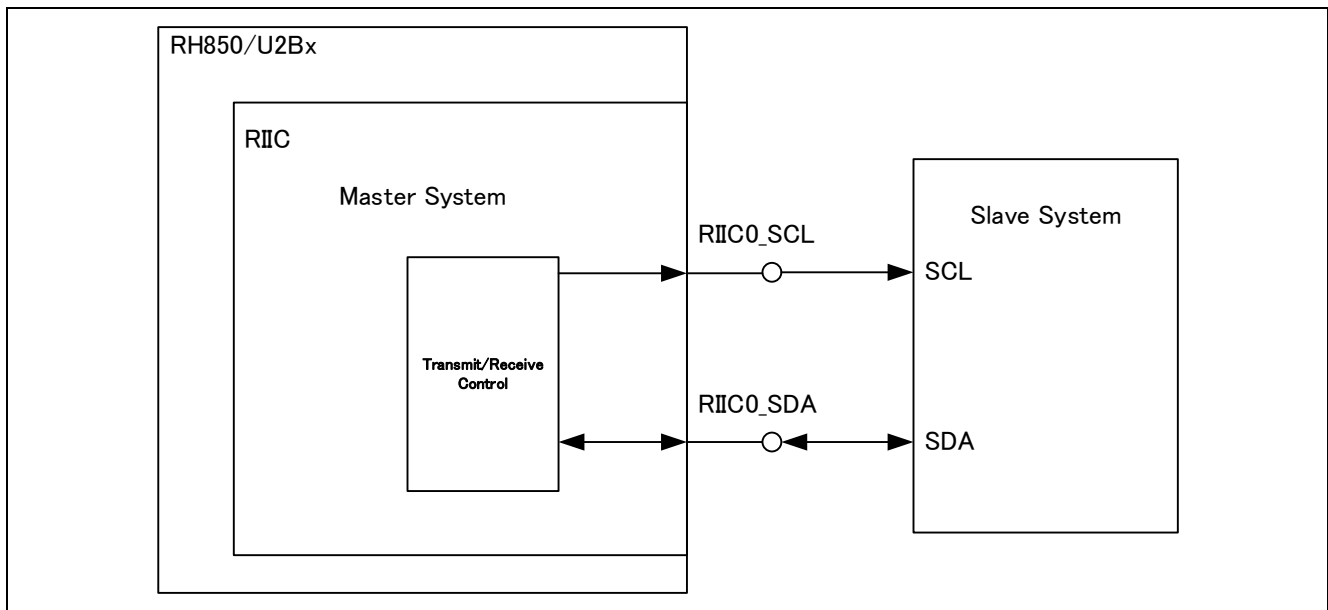 RH850/U2Bx
RIIC
Master System
Slave System
RIIC0_SCL
SCL
Transmit/Receive
Control
RIIC0_SDA
SDA